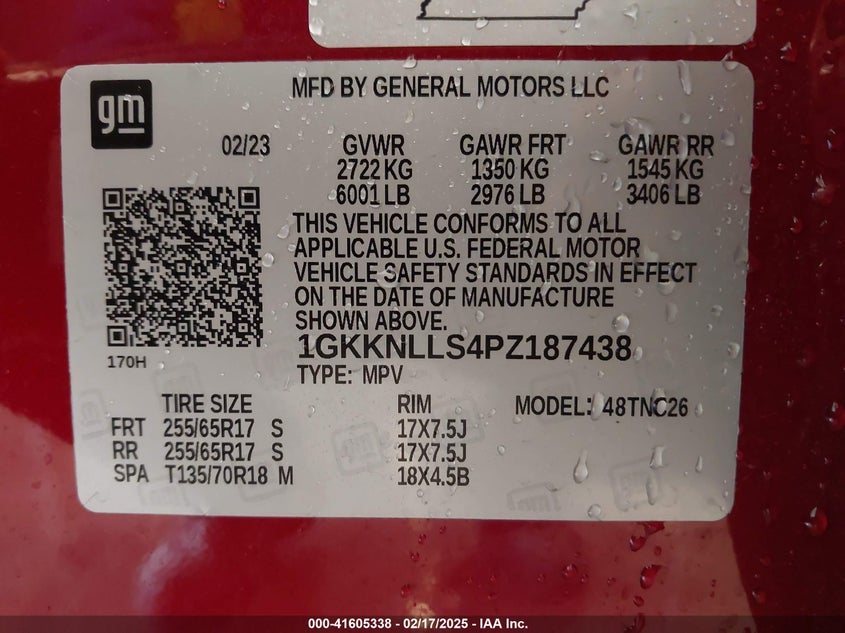 gm
MFD BY GENERAL MOTORS LLC
02/23 GVWR GAWR FRT GAWR RR
2722 KG 1350 KG 1545 KG
6001 LB 2976 LB 3406 LB
THIS VEHICLE CONFORMS TO ALL
APPLICABLE U.S. FEDERAL MOTOR
VEHICLE SAFETY STANDARDS IN EFFECT
ON THE DATE OF MANUFACTURE
SHOWN ABOVE.
170H
1GKKNLLS4PZ187438
TYPE: MPV
TIRE SIZE RIM MODEL: 48TNC26
FRT 255/65R17 S 17X7.5J
RR 255/65R17 S 17X7.5J
SPA T135/70R18 M 18X4.5B
000-41605338 - 02/17/2025 - IAA Inc.